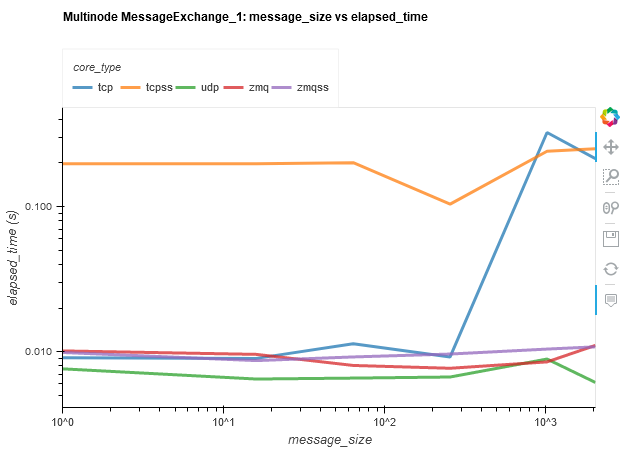 Multinode MessageExchange_1: message_size vs elapsed_time
core_type
tcp tcpss udp zmq zmqss
elapsed_time (s)
0.100
0.010
10^0 10^1 10^2 10^3
message_size